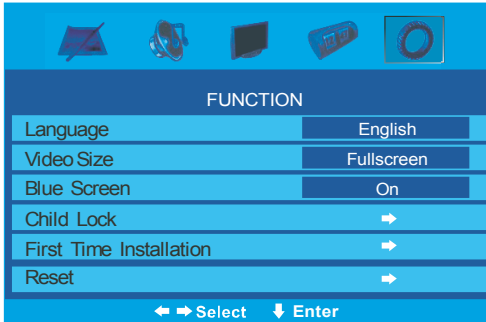 FUNCTION
Language English
Video Size Fullscreen
Blue Screen On
Child Lock
First Time Installation
Reset
Select Enter